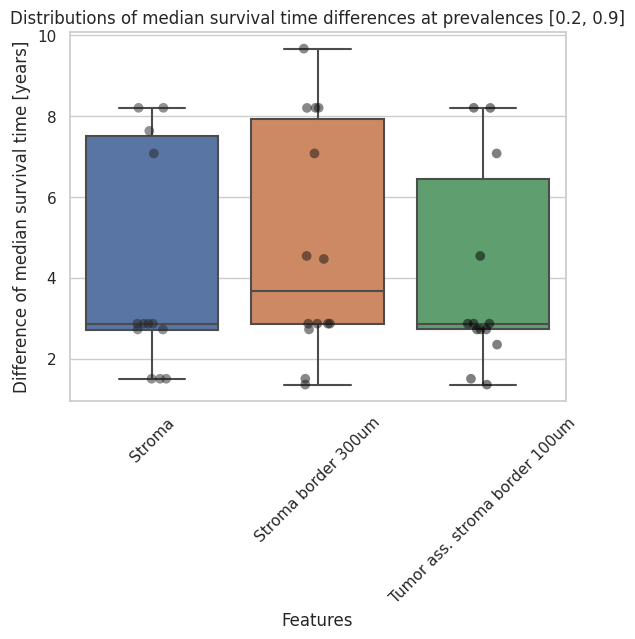 Distributions of median survival time differences at prevalences [0.2, 0.9]
Difference of median survival time [years]
10
8
6
4
2
Stroma
Stroma border 300um
Tumor ass. stroma border 100um
Features